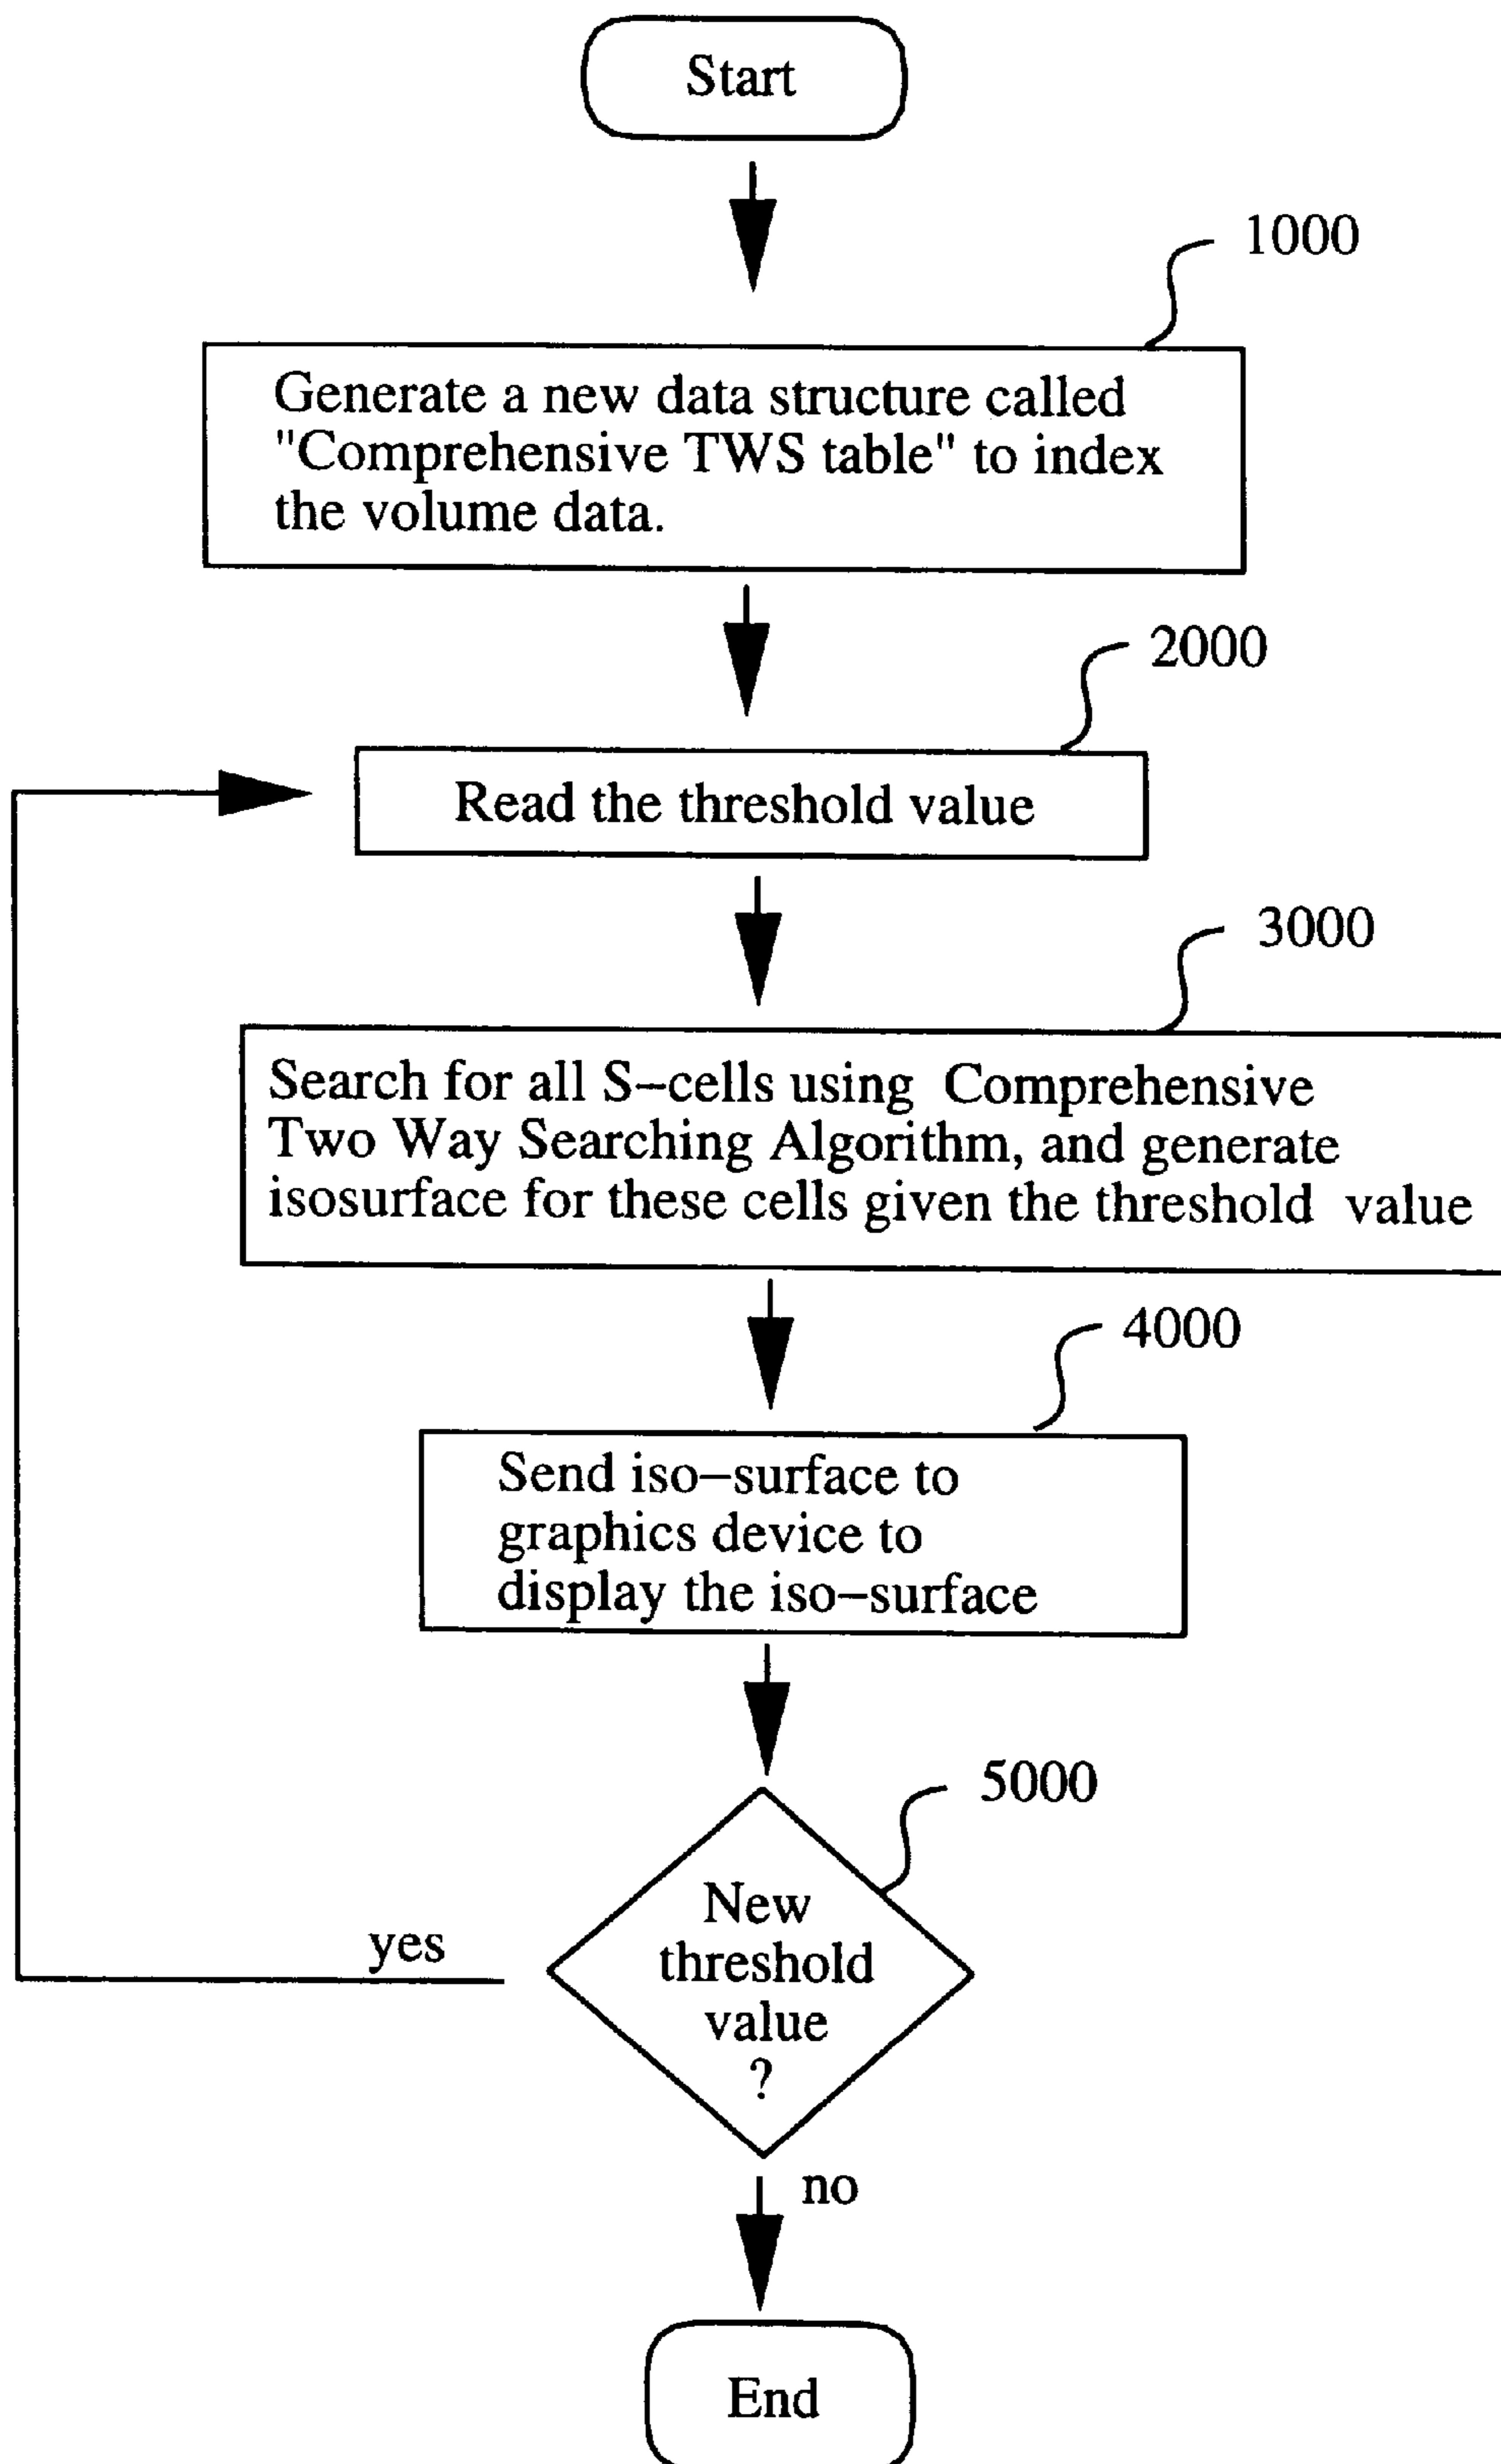 Start
1000
Generate a new data structure called
"Comprehensive TWS table" to index
the volume data.
2000
Read the threshold value
3000
Search for all S-cells using Comprehensive
Two Way Searching Algorithm, and generate
isosurface for these cells given the threshold value
4000
Send iso-surface to
graphics device to
display the iso-surface
5000
New
threshold
value
?
yes
no
End